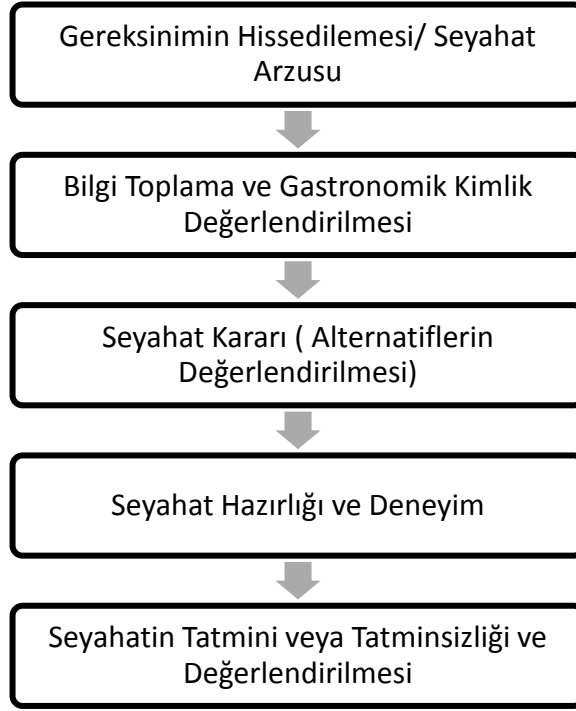 Gereksinimin Hissedilemesi/ Seyahat
Arzusu
Bilgi Toplama ve Gastronomik Kimlik
Değerlendirilmesi
Seyahat Kararı ( Alternatiflerin
Değerlendirilmesi)
Seyahat Hazırlığı ve Deneyim
Seyahatin Tatmini veya Tatminsizliği ve
Değerlendirilmesi